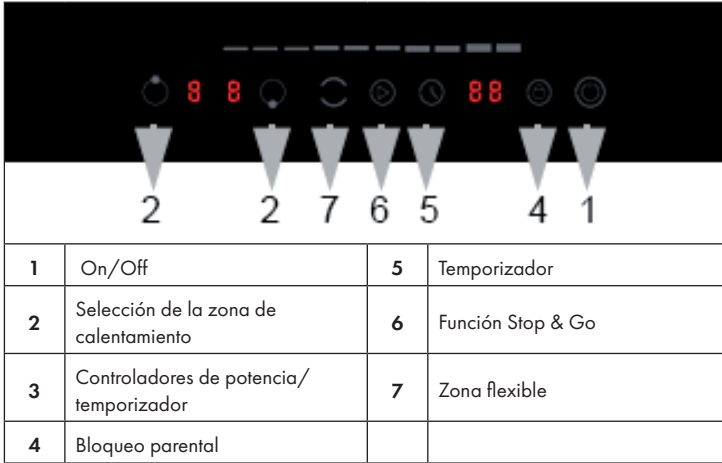 8 8 88
2 2 7 6 5 4 1
1 On/Off 5 Temporizador
2 Selección de la zona de
calentamiento 6 Función Stop & Go
3 Controladores de potencia/
temporizador 7 Zona flexible
4 Bloqueo parental